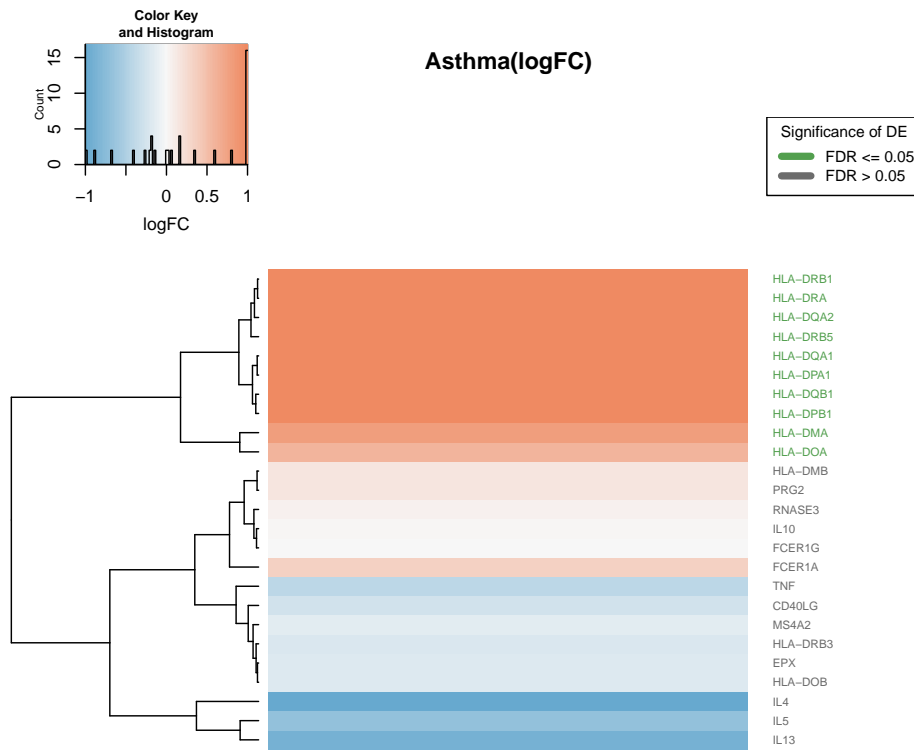 Color Key
and Histogram
Count
0 5 10 15
−1 0 0.5 1
logFC
Asthma(logFC)
Significance of DE
FDR <= 0.05
FDR > 0.05
HLA−DRB1
HLA−DRA
HLA−DQA2
HLA−DRB5
HLA−DQA1
HLA−DPA1
HLA−DQB1
HLA−DPB1
HLA−DMA
HLA−DOA
HLA−DMB
PRG2
RNASE3
IL10
FCER1G
FCER1A
TNF
CD40LG
MS4A2
HLA−DRB3
EPX
HLA−DOB
IL4
IL5
IL13